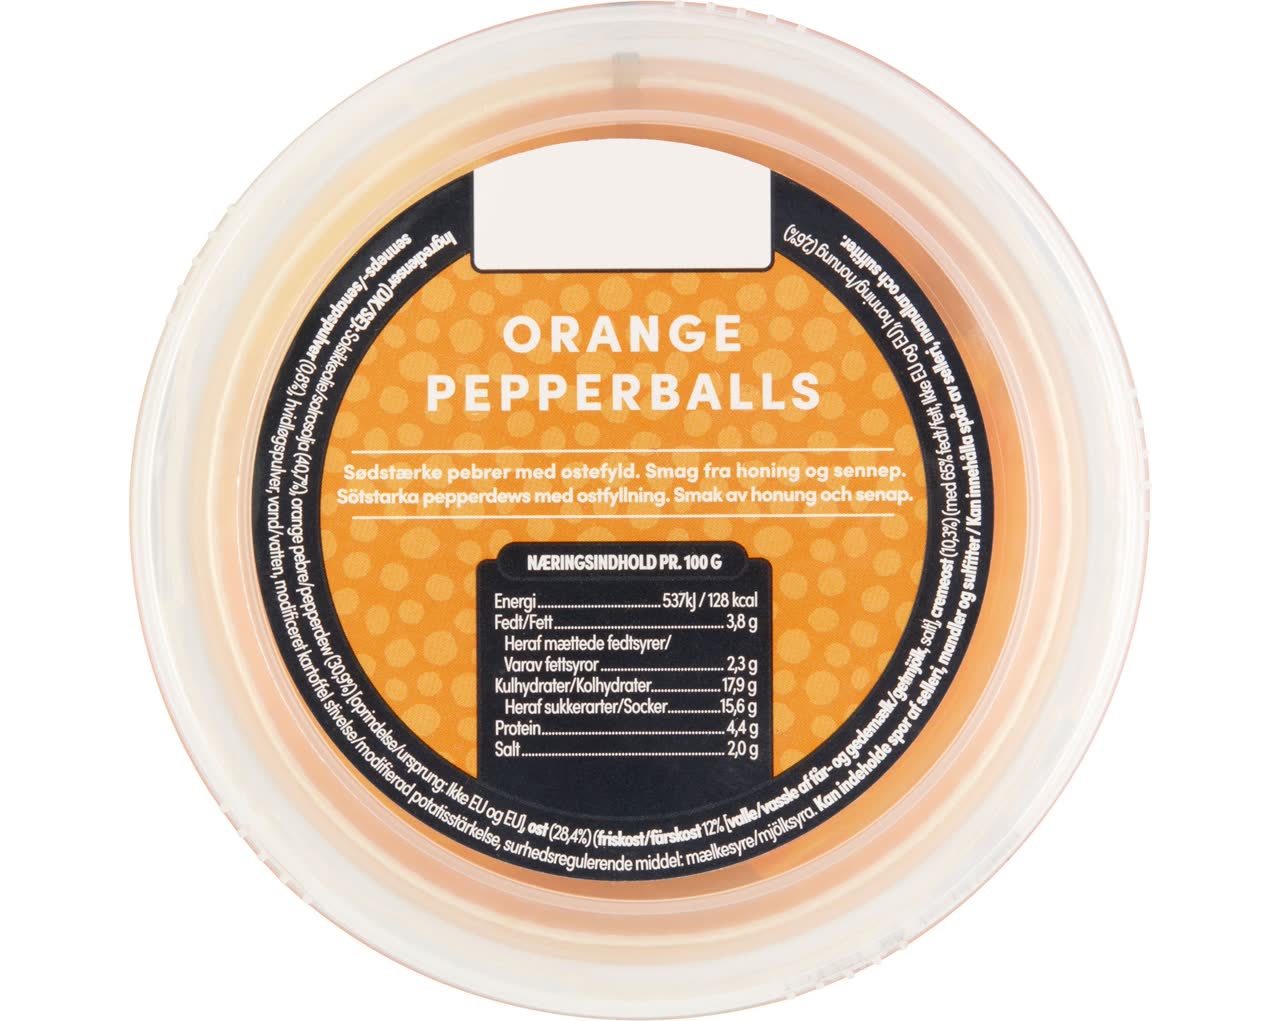 ORANGE
PEPPERBALLS
Sødstærke pebrer med ostefyld. Smag fra honing og sennep.
Sötstarka pepperdews med ostfyllning. Smak av honung och senap.
NÆRINGSINDHOLD PR. 100 G
Energi 537kJ / 128 kcal
Fedt/Fett 3,8 g
Heraf mættede fedtsyrer/
Varav fettsyror 2,3 g
Kulhydrater/Kolhydrater 17,9 g
Heraf sukkerarter/Socker 15,6 g
Protein 4,4 g
Salt 2,0 g
Ingredienser (DK/SE): Solsikkeolie/solrosolja (40,7%), orange pebre/pepperdew (30,9%) [oprindelse/ursprung: Ikke EU og EU], ost (28,4%) (friskost/färskost 12% [valle/vassle af får- og gedemælk/getmjölk, salt], cremeost (10,3%) (med 65% fedt/fett, Ikke EU og EU), honning/honung (2,6%)
senneps-/senapspulver (0,8%), hvidløgspulver, vand/vatten, modificeret kartoffel stivelse/modifierad potatisstärkelse, surhedsregulerende middel: mælkesyre/mjölksyra. Kan indeholde spor af selleri, mandler og sulfitter / Kan innehålla spår av selleri, mandlar och sulfiter.